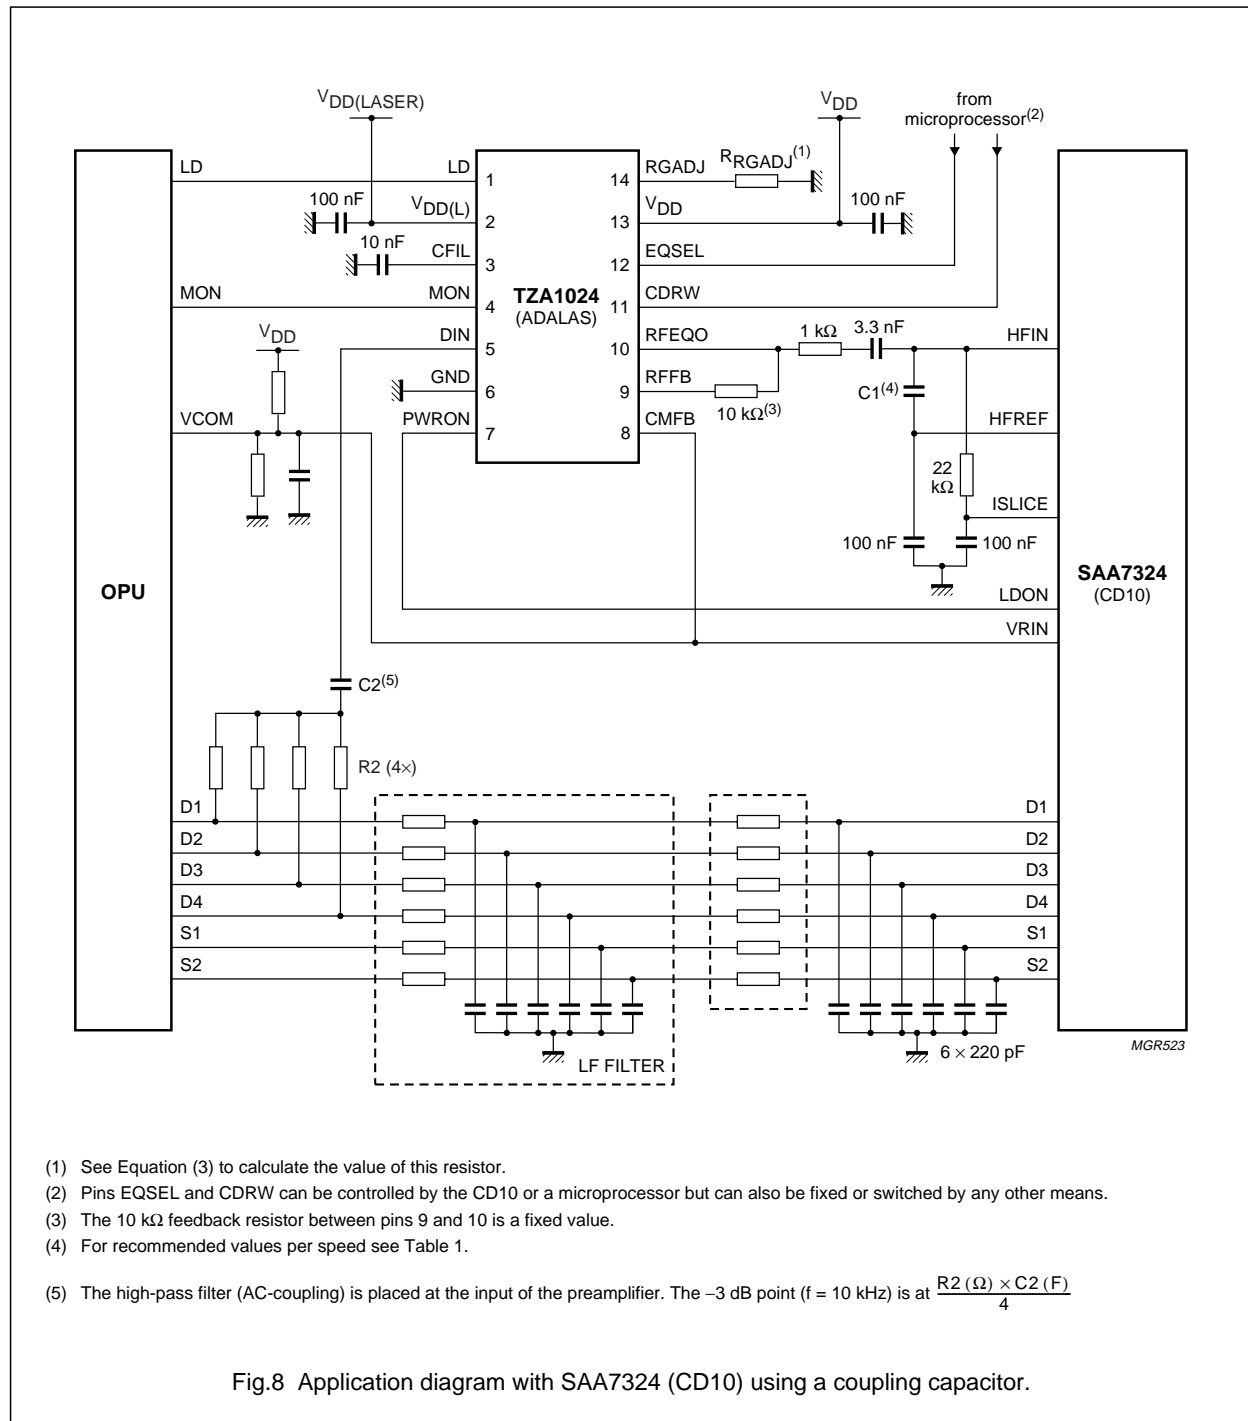 VDD(LASER)
VDD
from
microprocessor(2)
LD
LD
1
14
RGADJ
RRGADJ(1)
100 nF
VDD(L)
2
13
VDD
100 nF
10 nF
CFIL
3
12
EQSEL
MON
MON
4
TZA1024
(ADALAS)
11
CDRW
VDD
DIN
5
10
RFEQO
1 kΩ
3.3 nF
HFIN
GND
6
9
RFFB
10 kΩ(3)
C1(4)
VCOM
PWRON
7
8
CMFB
HFREF
22
kΩ
ISLICE
100 nF
100 nF
OPU
SAA7324
(CD10)
LDON
VRIN
C2(5)
R2 (4×)
D1
D1
D2
D2
D3
D3
D4
D4
S1
S1
S2
S2
LF FILTER
6 × 220 pF
MGR523
(1) See Equation (3) to calculate the value of this resistor.
(2) Pins EQSEL and CDRW can be controlled by the CD10 or a microprocessor but can also be fixed or switched by any other means.
(3) The 10 kΩ feedback resistor between pins 9 and 10 is a fixed value.
(4) For recommended values per speed see Table 1.
(5) The high-pass filter (AC-coupling) is placed at the input of the preamplifier. The −3 dB point (f = 10 kHz) is at R2 (Ω) × C2 (F)
4
Fig.8 Application diagram with SAA7324 (CD10) using a coupling capacitor.